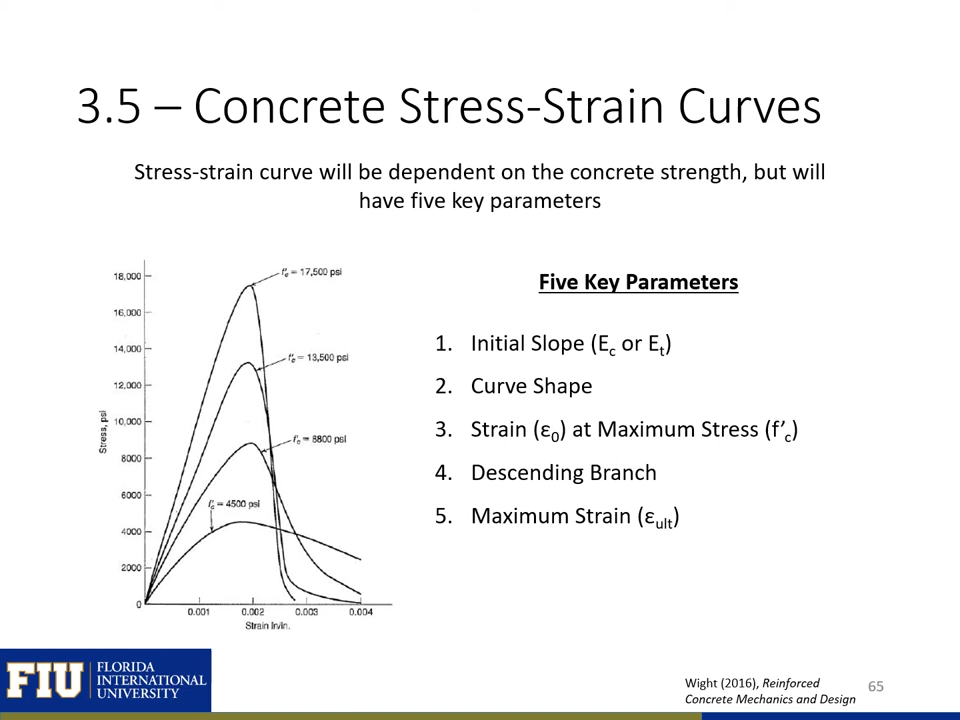 3.5 – Concrete Stress-Strain Curves
Stress-strain curve will be dependent on the concrete strength, but will
have five key parameters
f'c = 17,500 psi
f'c = 13,500 psi
f'c = 8800 psi
f'c = 4500 psi
18,000
16,000
14,000
12,000
10,000
8000
6000
4000
2000
0
Stress, psi
0.001 0.002 0.003 0.004
Strain in/in.
Five Key Parameters
1. Initial Slope (Ec or Et)
2. Curve Shape
3. Strain (ε0) at Maximum Stress (f'c)
4. Descending Branch
5. Maximum Strain (εult)
FIU
FLORIDA
INTERNATIONAL
UNIVERSITY
Wight (2016), Reinforced
Concrete Mechanics and Design
65